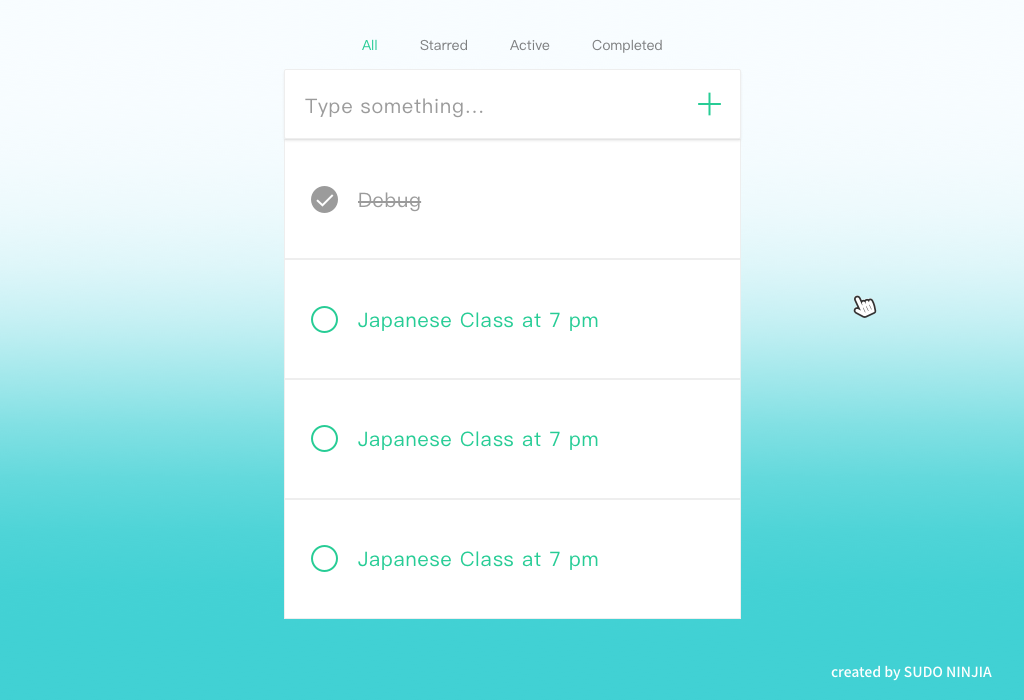 All Starred Active Completed
Type something...
Debug
Japanese Class at 7 pm
Japanese Class at 7 pm
Japanese Class at 7 pm
created by SUDO NINJIA